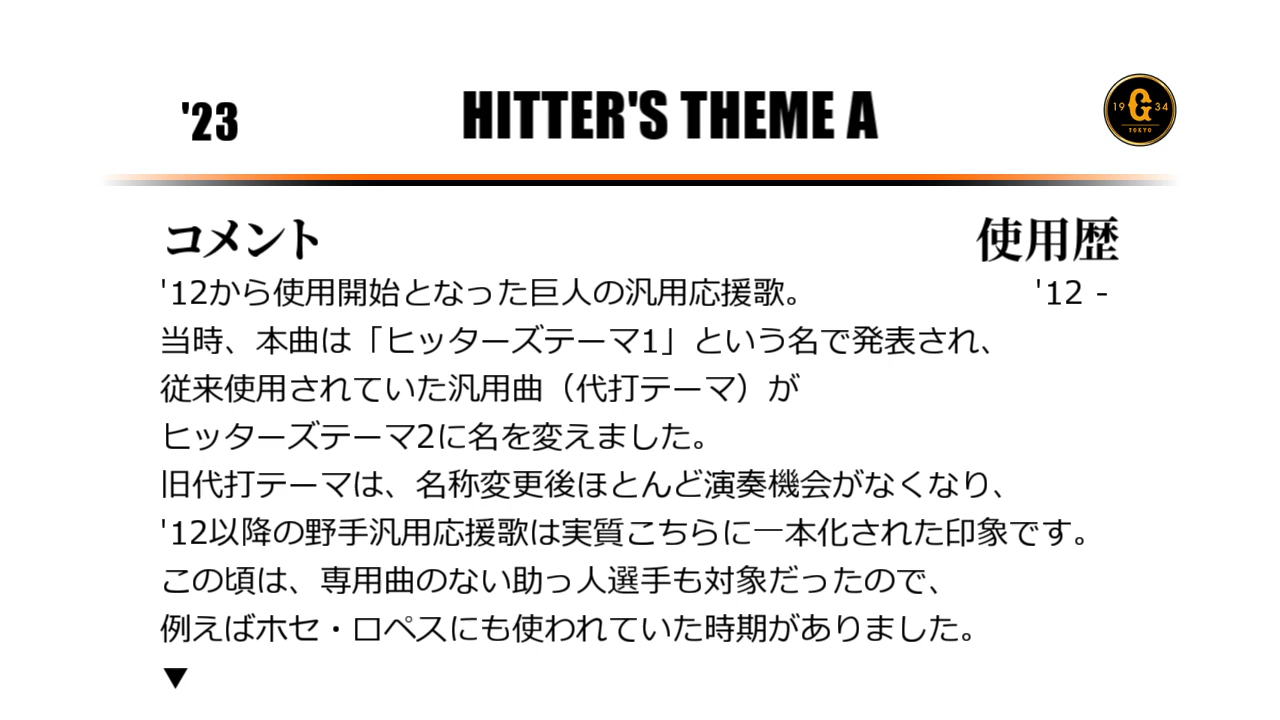 '23
HITTER'S THEME A
19 G 34
TOKYO
コメント
使用歴
'12から使用開始となった巨人の汎用応援歌。
'12 -
当時、本曲は「ヒッターズテーマ1」という名で発表され、
従来使用されていた汎用曲（代打テーマ）が
ヒッターズテーマ2に名を変えました。
旧代打テーマは、名称変更後ほとんど演奏機会がなくなり、
'12以降の野手汎用応援歌は実質こちらに一本化された印象です。
この頃は、専用曲のない助っ人選手も対象だったので、
例えばホセ・ロペスにも使われていた時期がありました。
▼